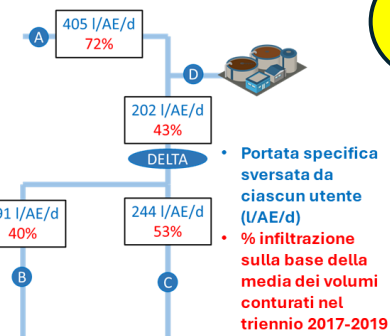 405 l/AE/d
72%
A
D
202 l/AE/d
43%
DELTA
91 l/AE/d
40%
244 l/AE/d
53%
B
C
• Portata specifica
sversata da
ciascun utente
(l/AE/d)
• % infiltrazione
sulla base della
media dei volumi
conturati nel
triennio 2017-2019